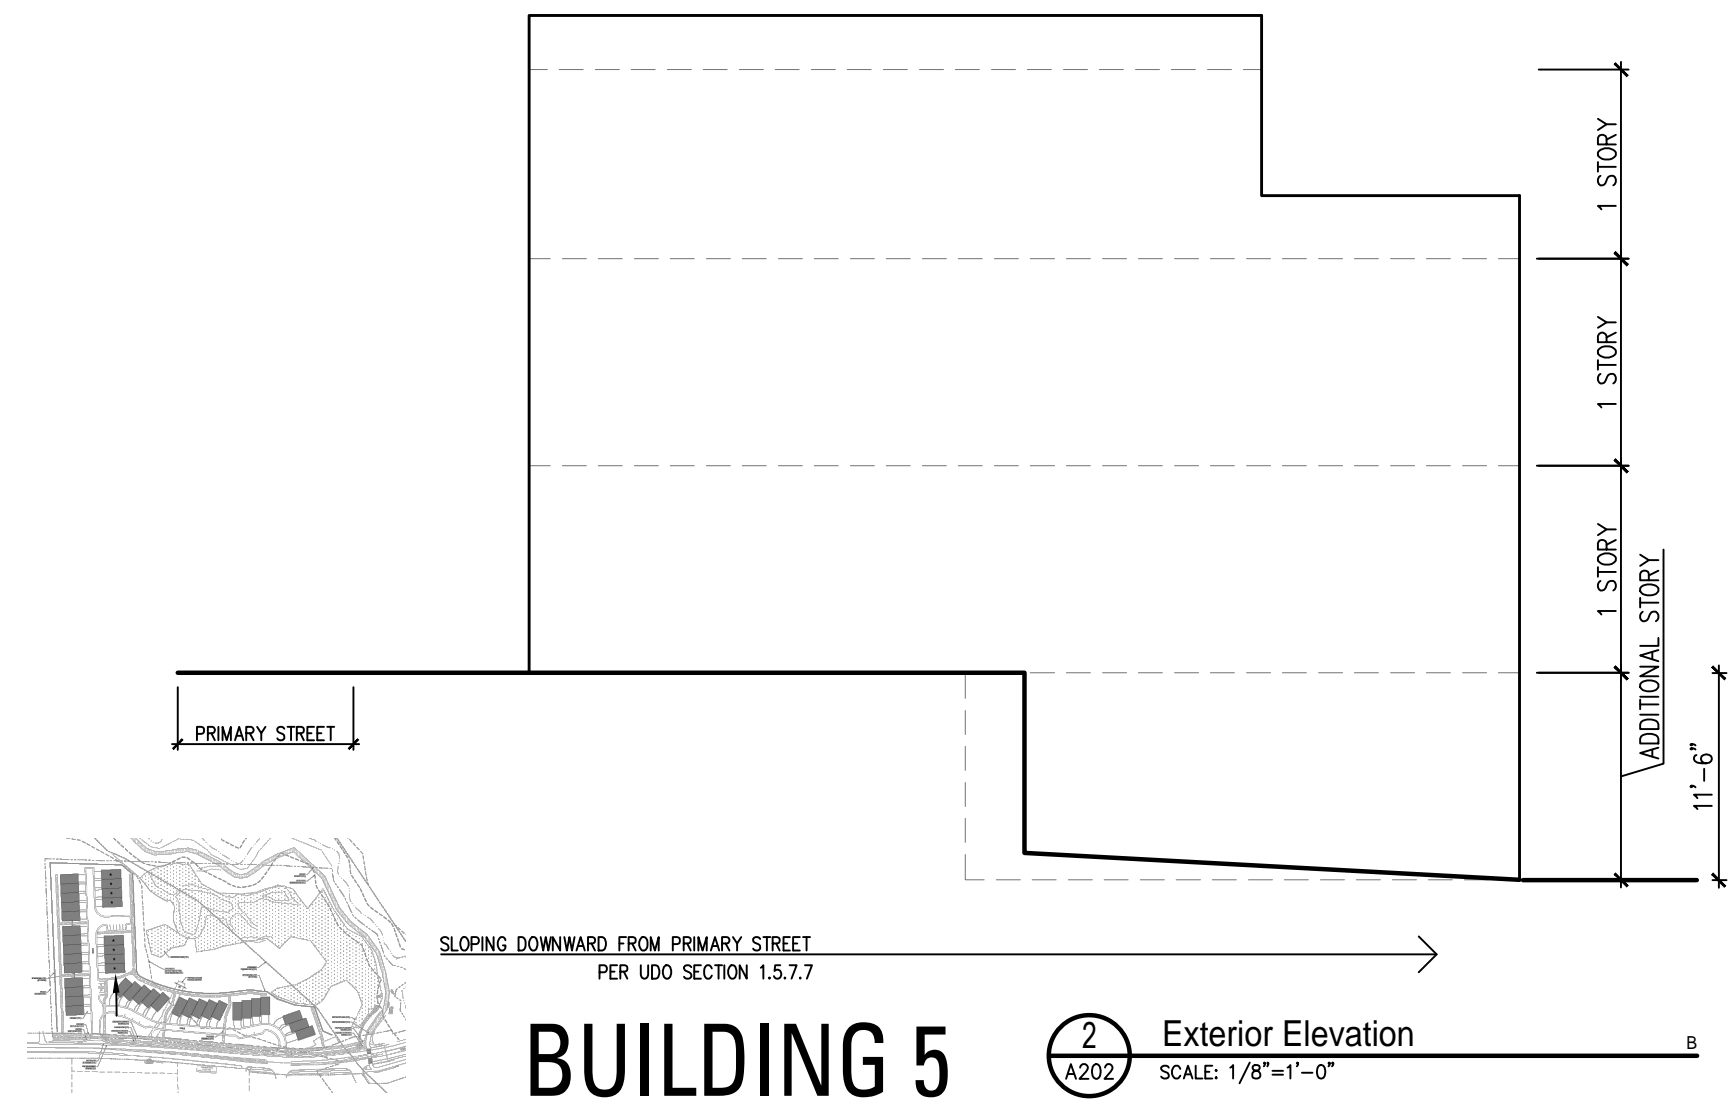 1 STORY
1 STORY
1 STORY
ADDITIONAL STORY
11'-6"
PRIMARY STREET
SLOPING DOWNWARD FROM PRIMARY STREET
PER UDO SECTION 1.5.7.7
BUILDING 5
2
A202
Exterior Elevation
SCALE: 1/8"=1'-0"
B